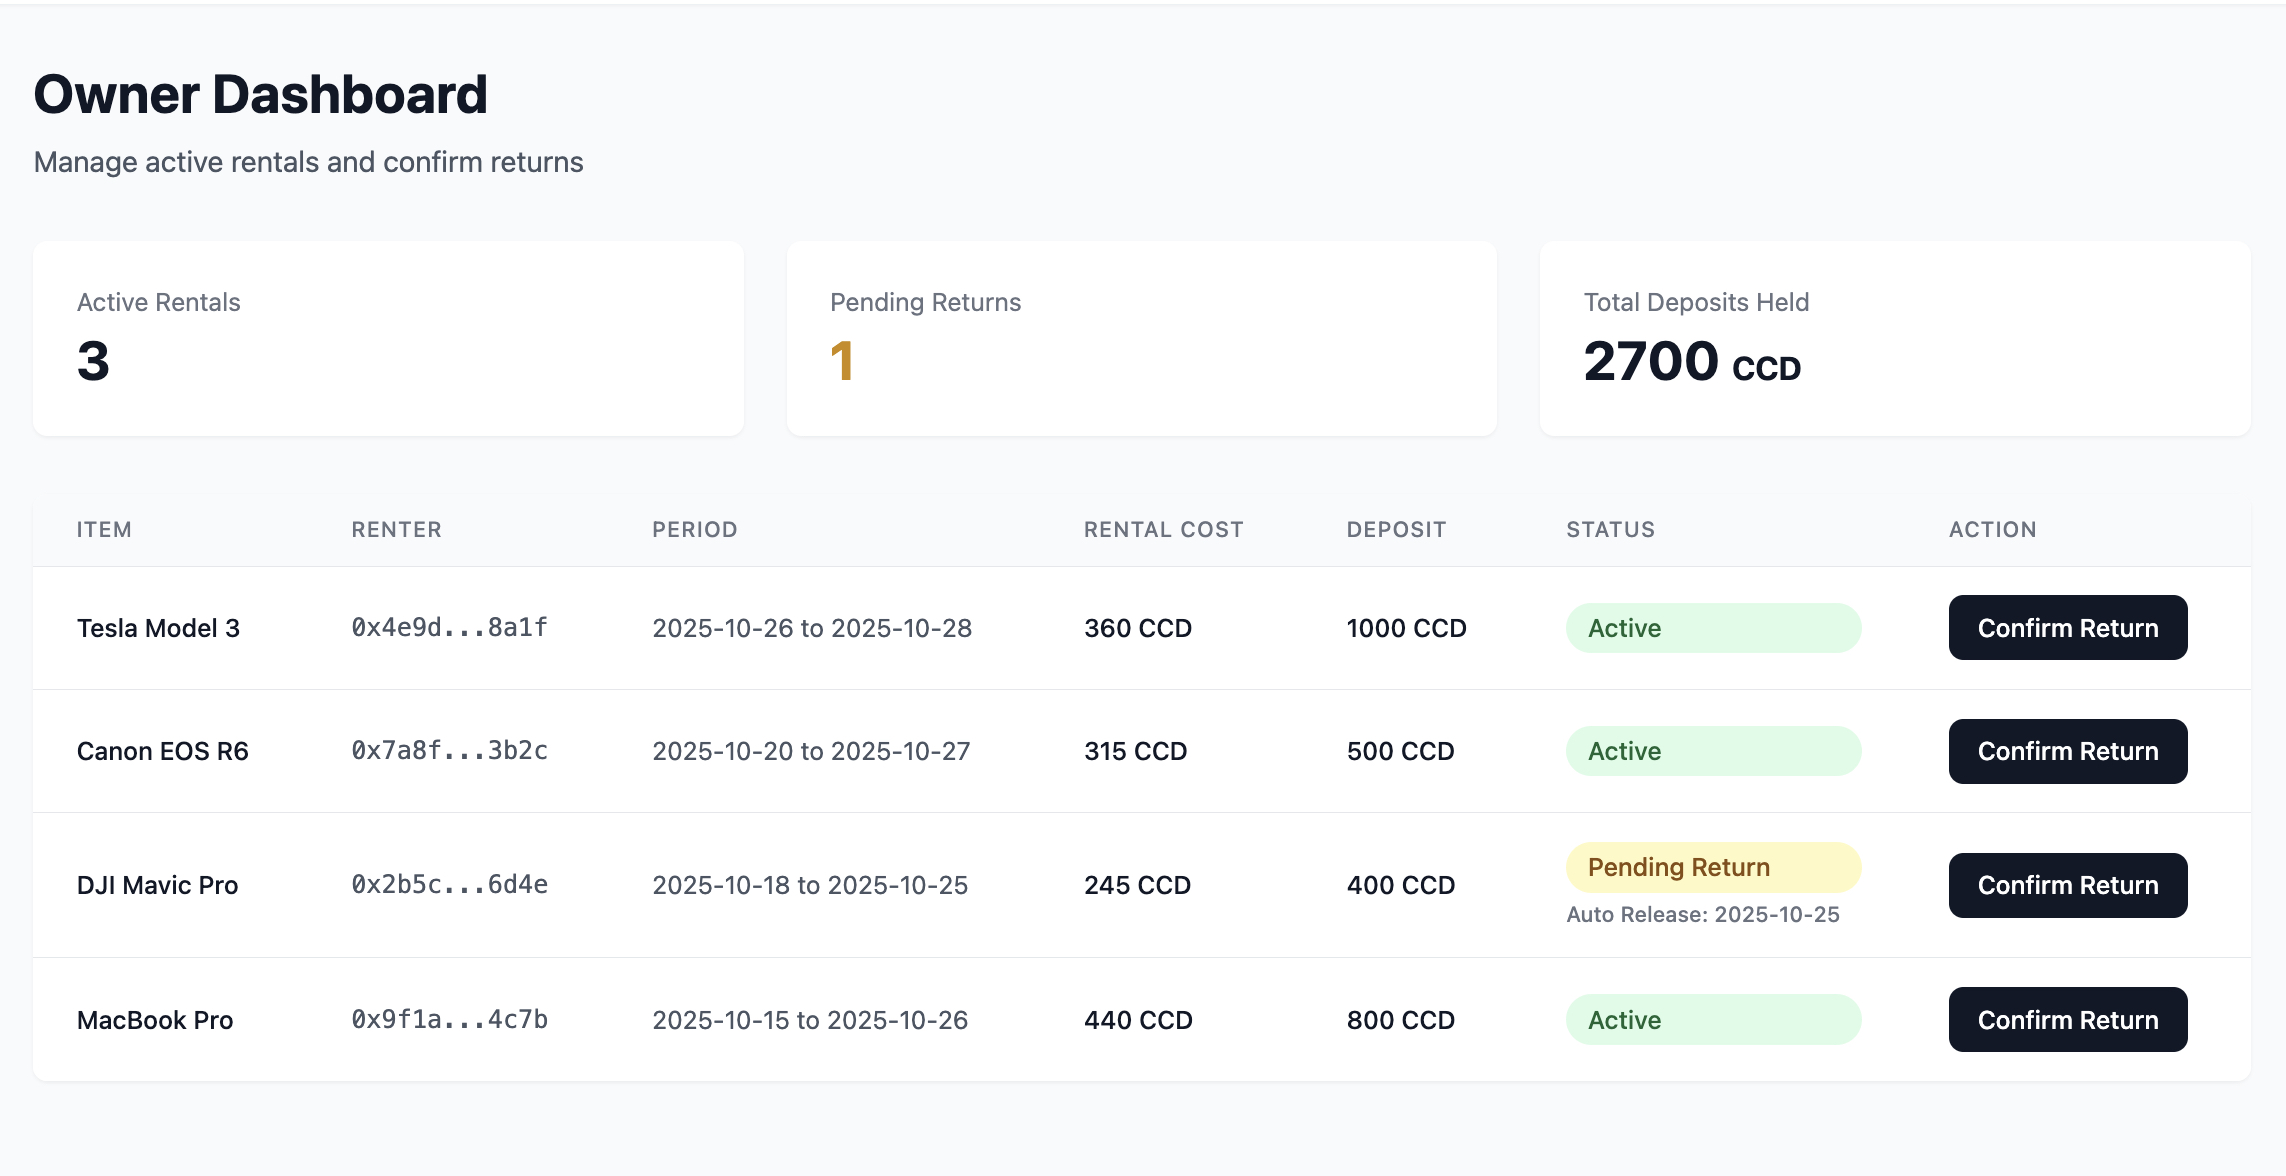 Owner Dashboard
Manage active rentals and confirm returns
Active Rentals
3
Pending Returns
1
Total Deposits Held
2700 CCD
ITEM RENTER PERIOD RENTAL COST DEPOSIT STATUS ACTION
Tesla Model 3 0x4e9d...8a1f 2025-10-26 to 2025-10-28 360 CCD 1000 CCD Active Confirm Return
Canon EOS R6 0x7a8f...3b2c 2025-10-20 to 2025-10-27 315 CCD 500 CCD Active Confirm Return
DJI Mavic Pro 0x2b5c...6d4e 2025-10-18 to 2025-10-25 245 CCD 400 CCD Pending Return Confirm Return
Auto Release: 2025-10-25
MacBook Pro 0x9f1a...4c7b 2025-10-15 to 2025-10-26 440 CCD 800 CCD Active Confirm Return